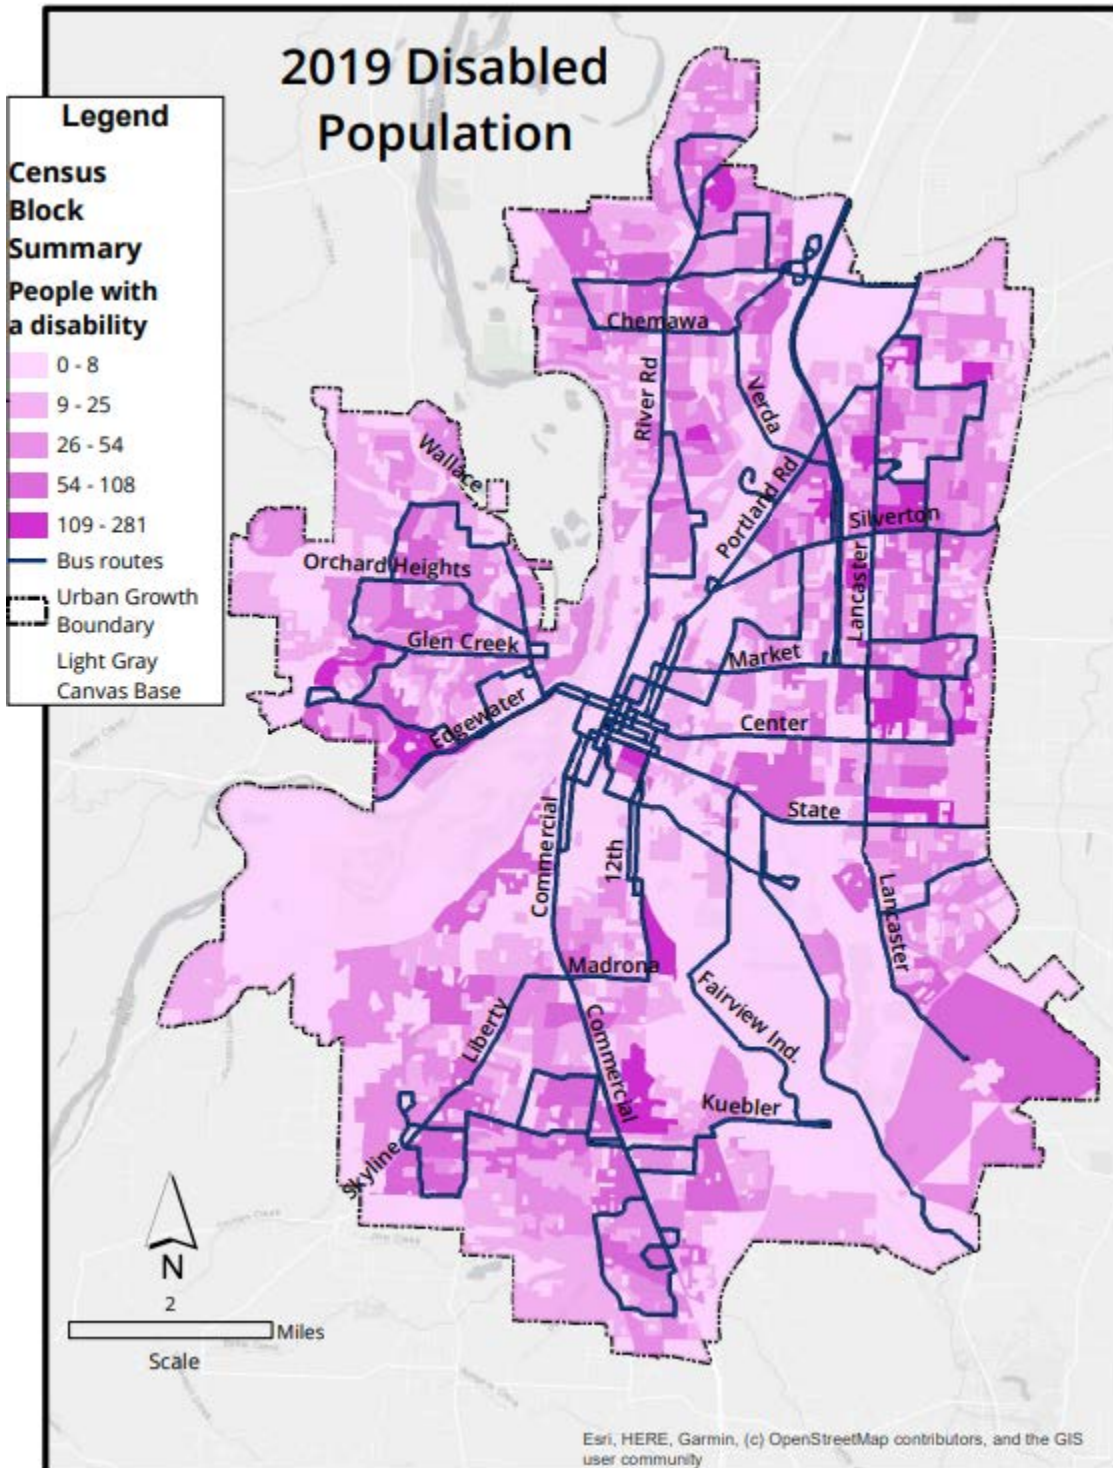 2019 Disabled
Population
Legend
Census
Block
Summary
People with
a disability
0 - 8
9 - 25
26 - 54
54 - 108
109 - 281
Bus routes
Urban Growth
Boundary
Light Gray
Canvas Base
Chemawa
River Rd
Nerda
Wallace
Portland Rd
Silverton
Lancaster
Orchard Heights
Glen Creek
Market
Edgewater
Center
State
Commercial
12th
Lancaster
Madrona
Fairview Ind.
Liberty
Commercial
Kuebler
Skyline
N
2
Miles
Scale
Esri, HERE, Garmin, (c) OpenStreetMap contributors, and the GIS
user community